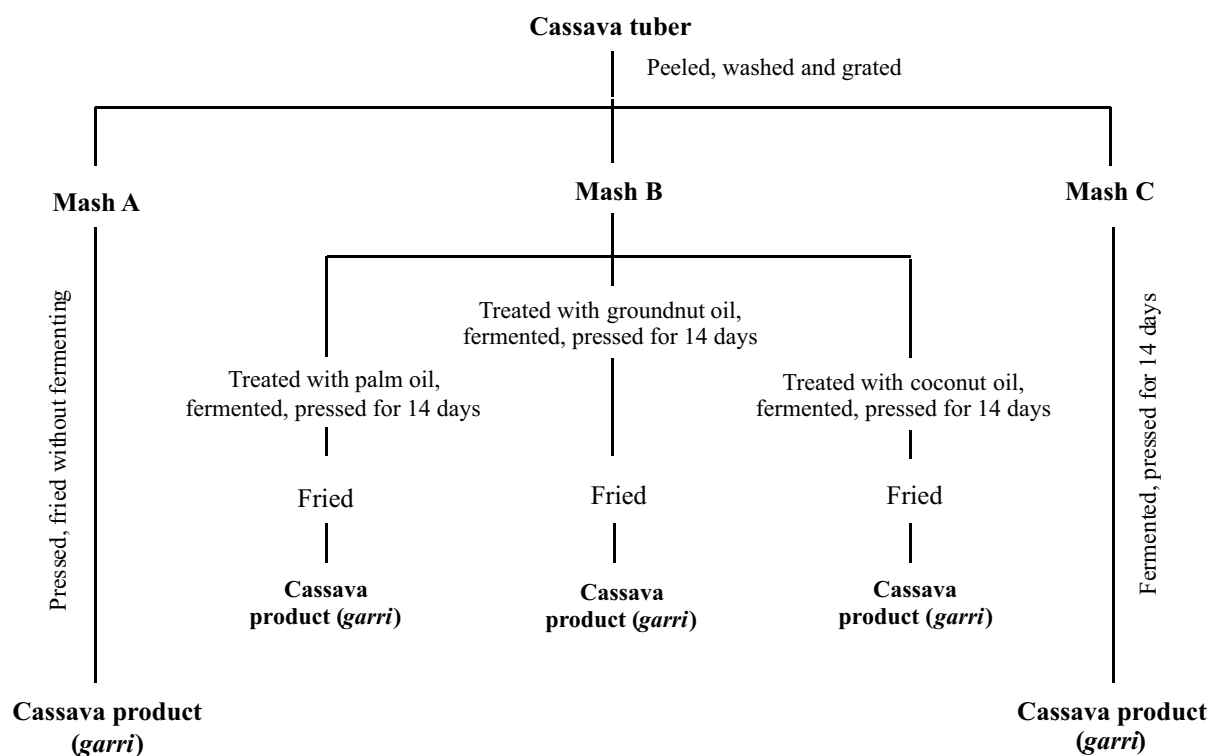 Cassava tuber
Peeled, washed and grated
Mash A
Mash B
Mash C
Pressed, fried without fermenting
Treated with groundnut oil,
fermented, pressed for 14 days
Treated with palm oil,
fermented, pressed for 14 days
Treated with coconut oil,
fermented, pressed for 14 days
Fermented, pressed for 14 days
Fried
Fried
Fried
Cassava
product (garri)
Cassava
product (garri)
Cassava
product (garri)
Cassava product
(garri)
Cassava product
(garri)